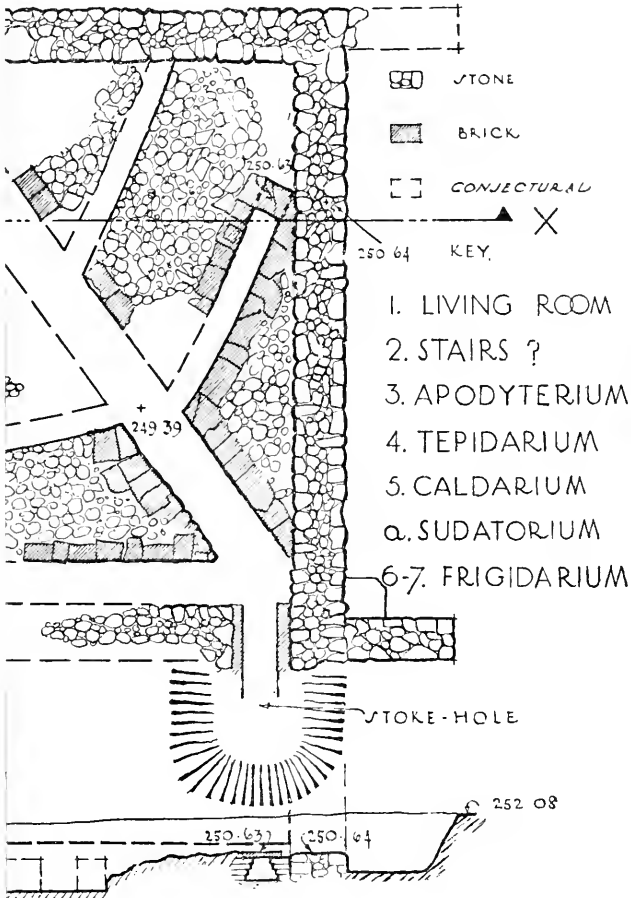 STONE
BRICK
CONJECTURAL
250.63
X
250 64
KEY.
1. LIVING ROOM
2. STAIRS ?
3. APODYTERIUM
4. TEPIDARIUM
5. CALDARIUM
a. SUDATORIUM
6-7. FRIGIDARIUM
249 39
STOKE-HOLE
252 08
250.63 250.64